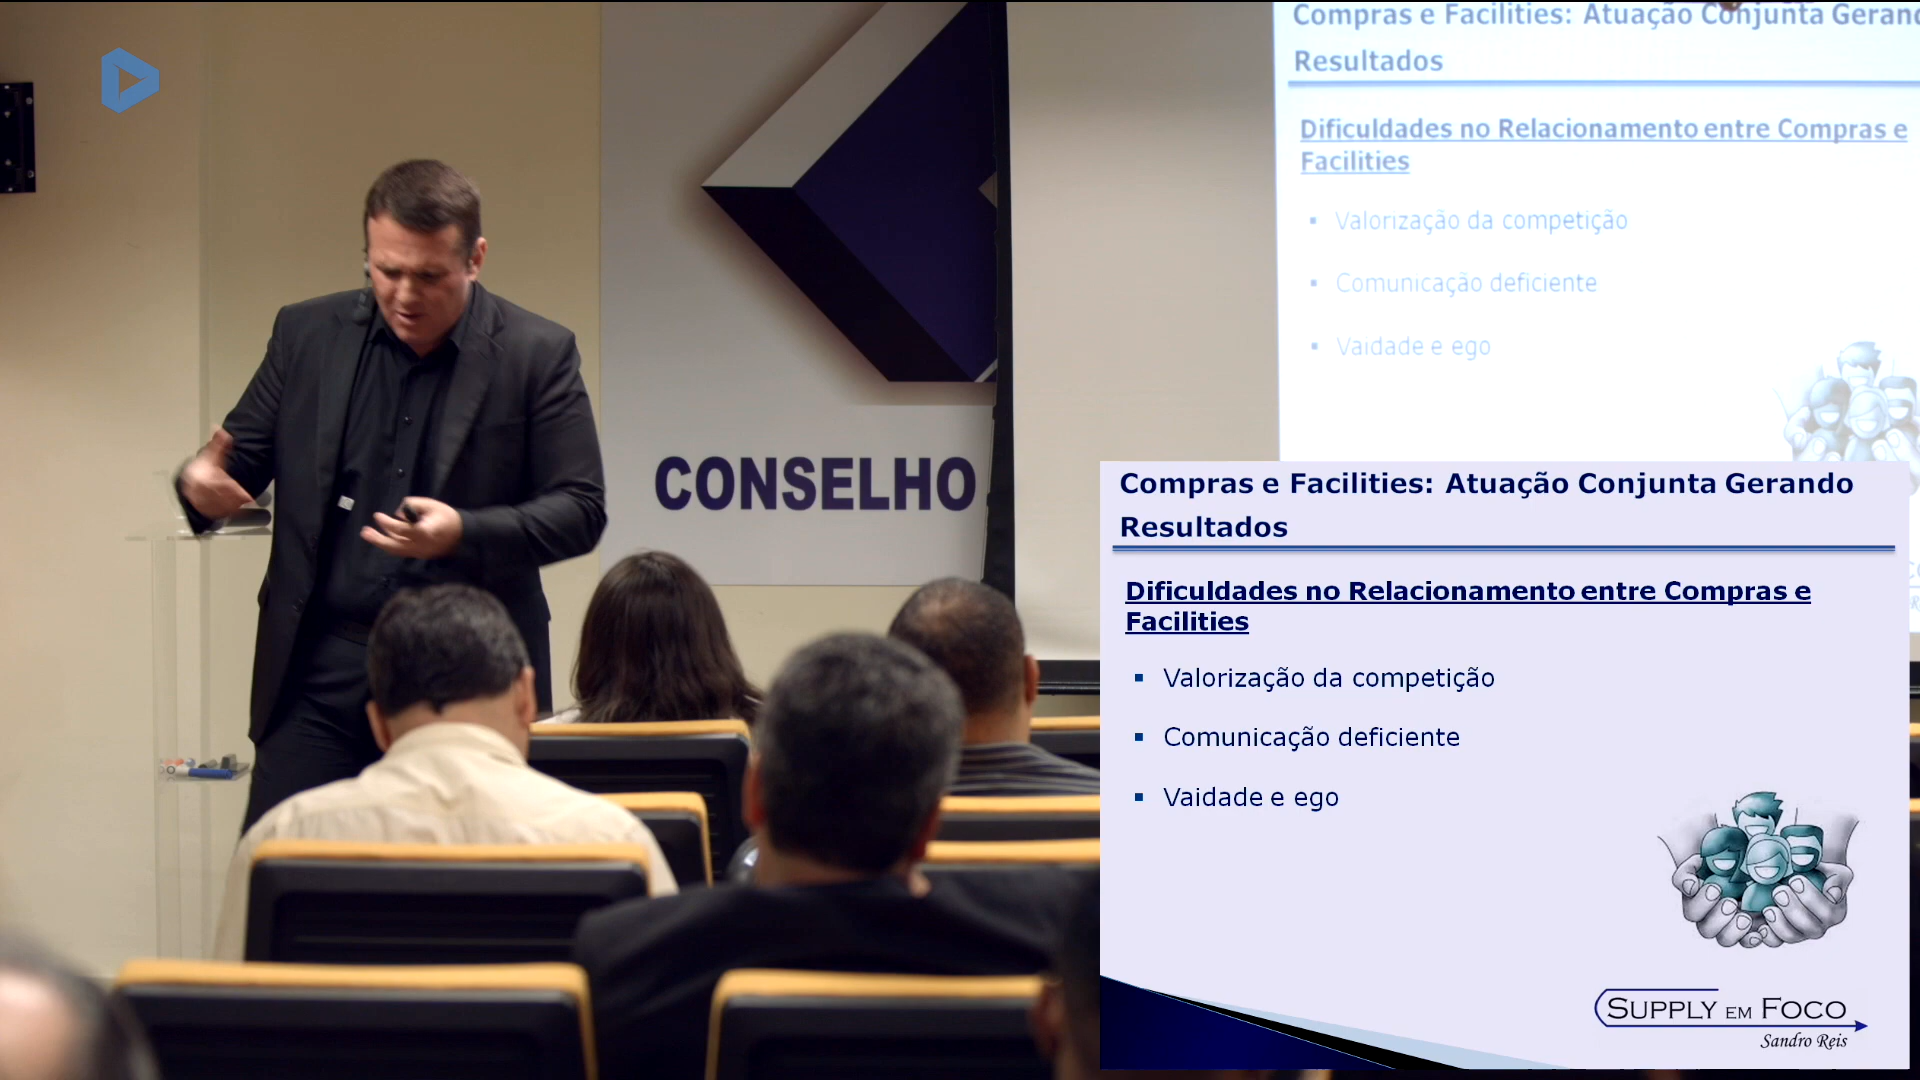 Compras e Facilities: Atuação Conjunta
Resultados
Dificuldades no Relacionamento entre Compras e
Facilities
▪ Valorização da competição
▪ Comunicação deficiente
▪ Vaidade e ego
CONSELHO
Compras e Facilities: Atuação Conjunta Gerando
Resultados
Dificuldades no Relacionamento entre Compras e
Facilities
▪ Valorização da competição
▪ Comunicação deficiente
▪ Vaidade e ego
SUPPLY EM FOCO
Sandro Reis